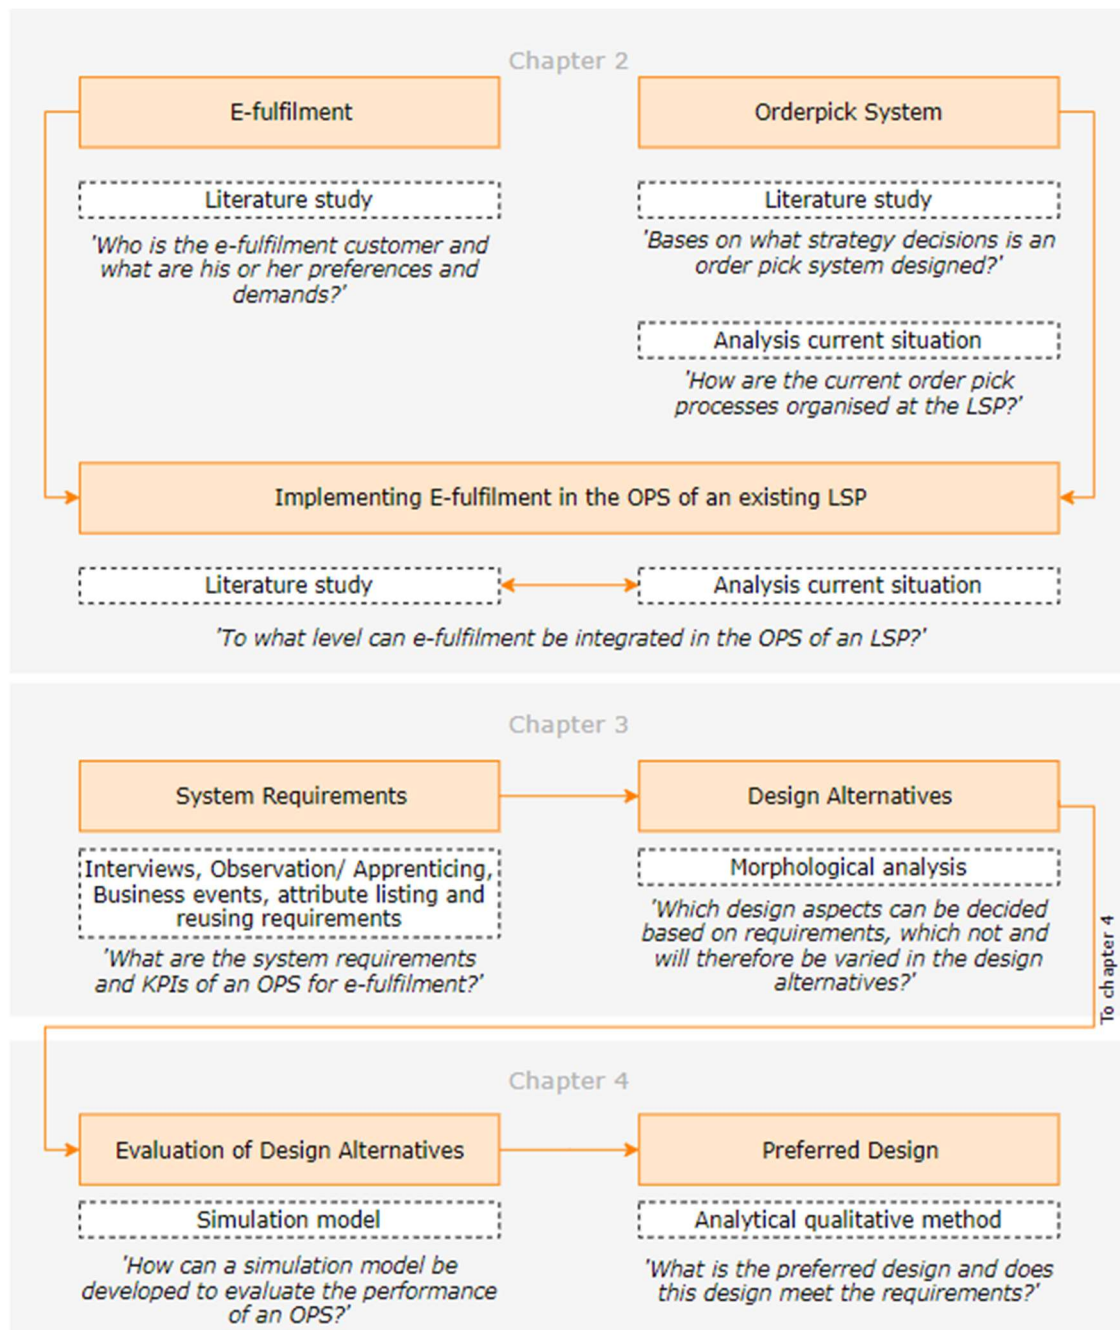 Chapter 2
E-fulfilment
Orderpick System
Literature study
Literature study
'Who is the e-fulfilment customer and
what are his or her preferences and
demands?'
'Bases on what strategy decisions is an
order pick system designed?'
Analysis current situation
'How are the current order pick
processes organised at the LSP?'
Implementing E-fulfilment in the OPS of an existing LSP
Literature study
Analysis current situation
'To what level can e-fulfilment be integrated in the OPS of an LSP?'
Chapter 3
System Requirements
Design Alternatives
Interviews, Observation/ Apprenticing,
Business events, attribute listing and
reusing requirements
'What are the system requirements
and KPIs of an OPS for e-fulfilment?'
Morphological analysis
'Which design aspects can be decided
based on requirements, which not and
will therefore be varied in the design
alternatives?'
To chapter 4
Chapter 4
Evaluation of Design Alternatives
Preferred Design
Simulation model
Analytical qualitative method
'How can a simulation model be
developed to evaluate the performance
of an OPS?'
'What is the preferred design and does
this design meet the requirements?'